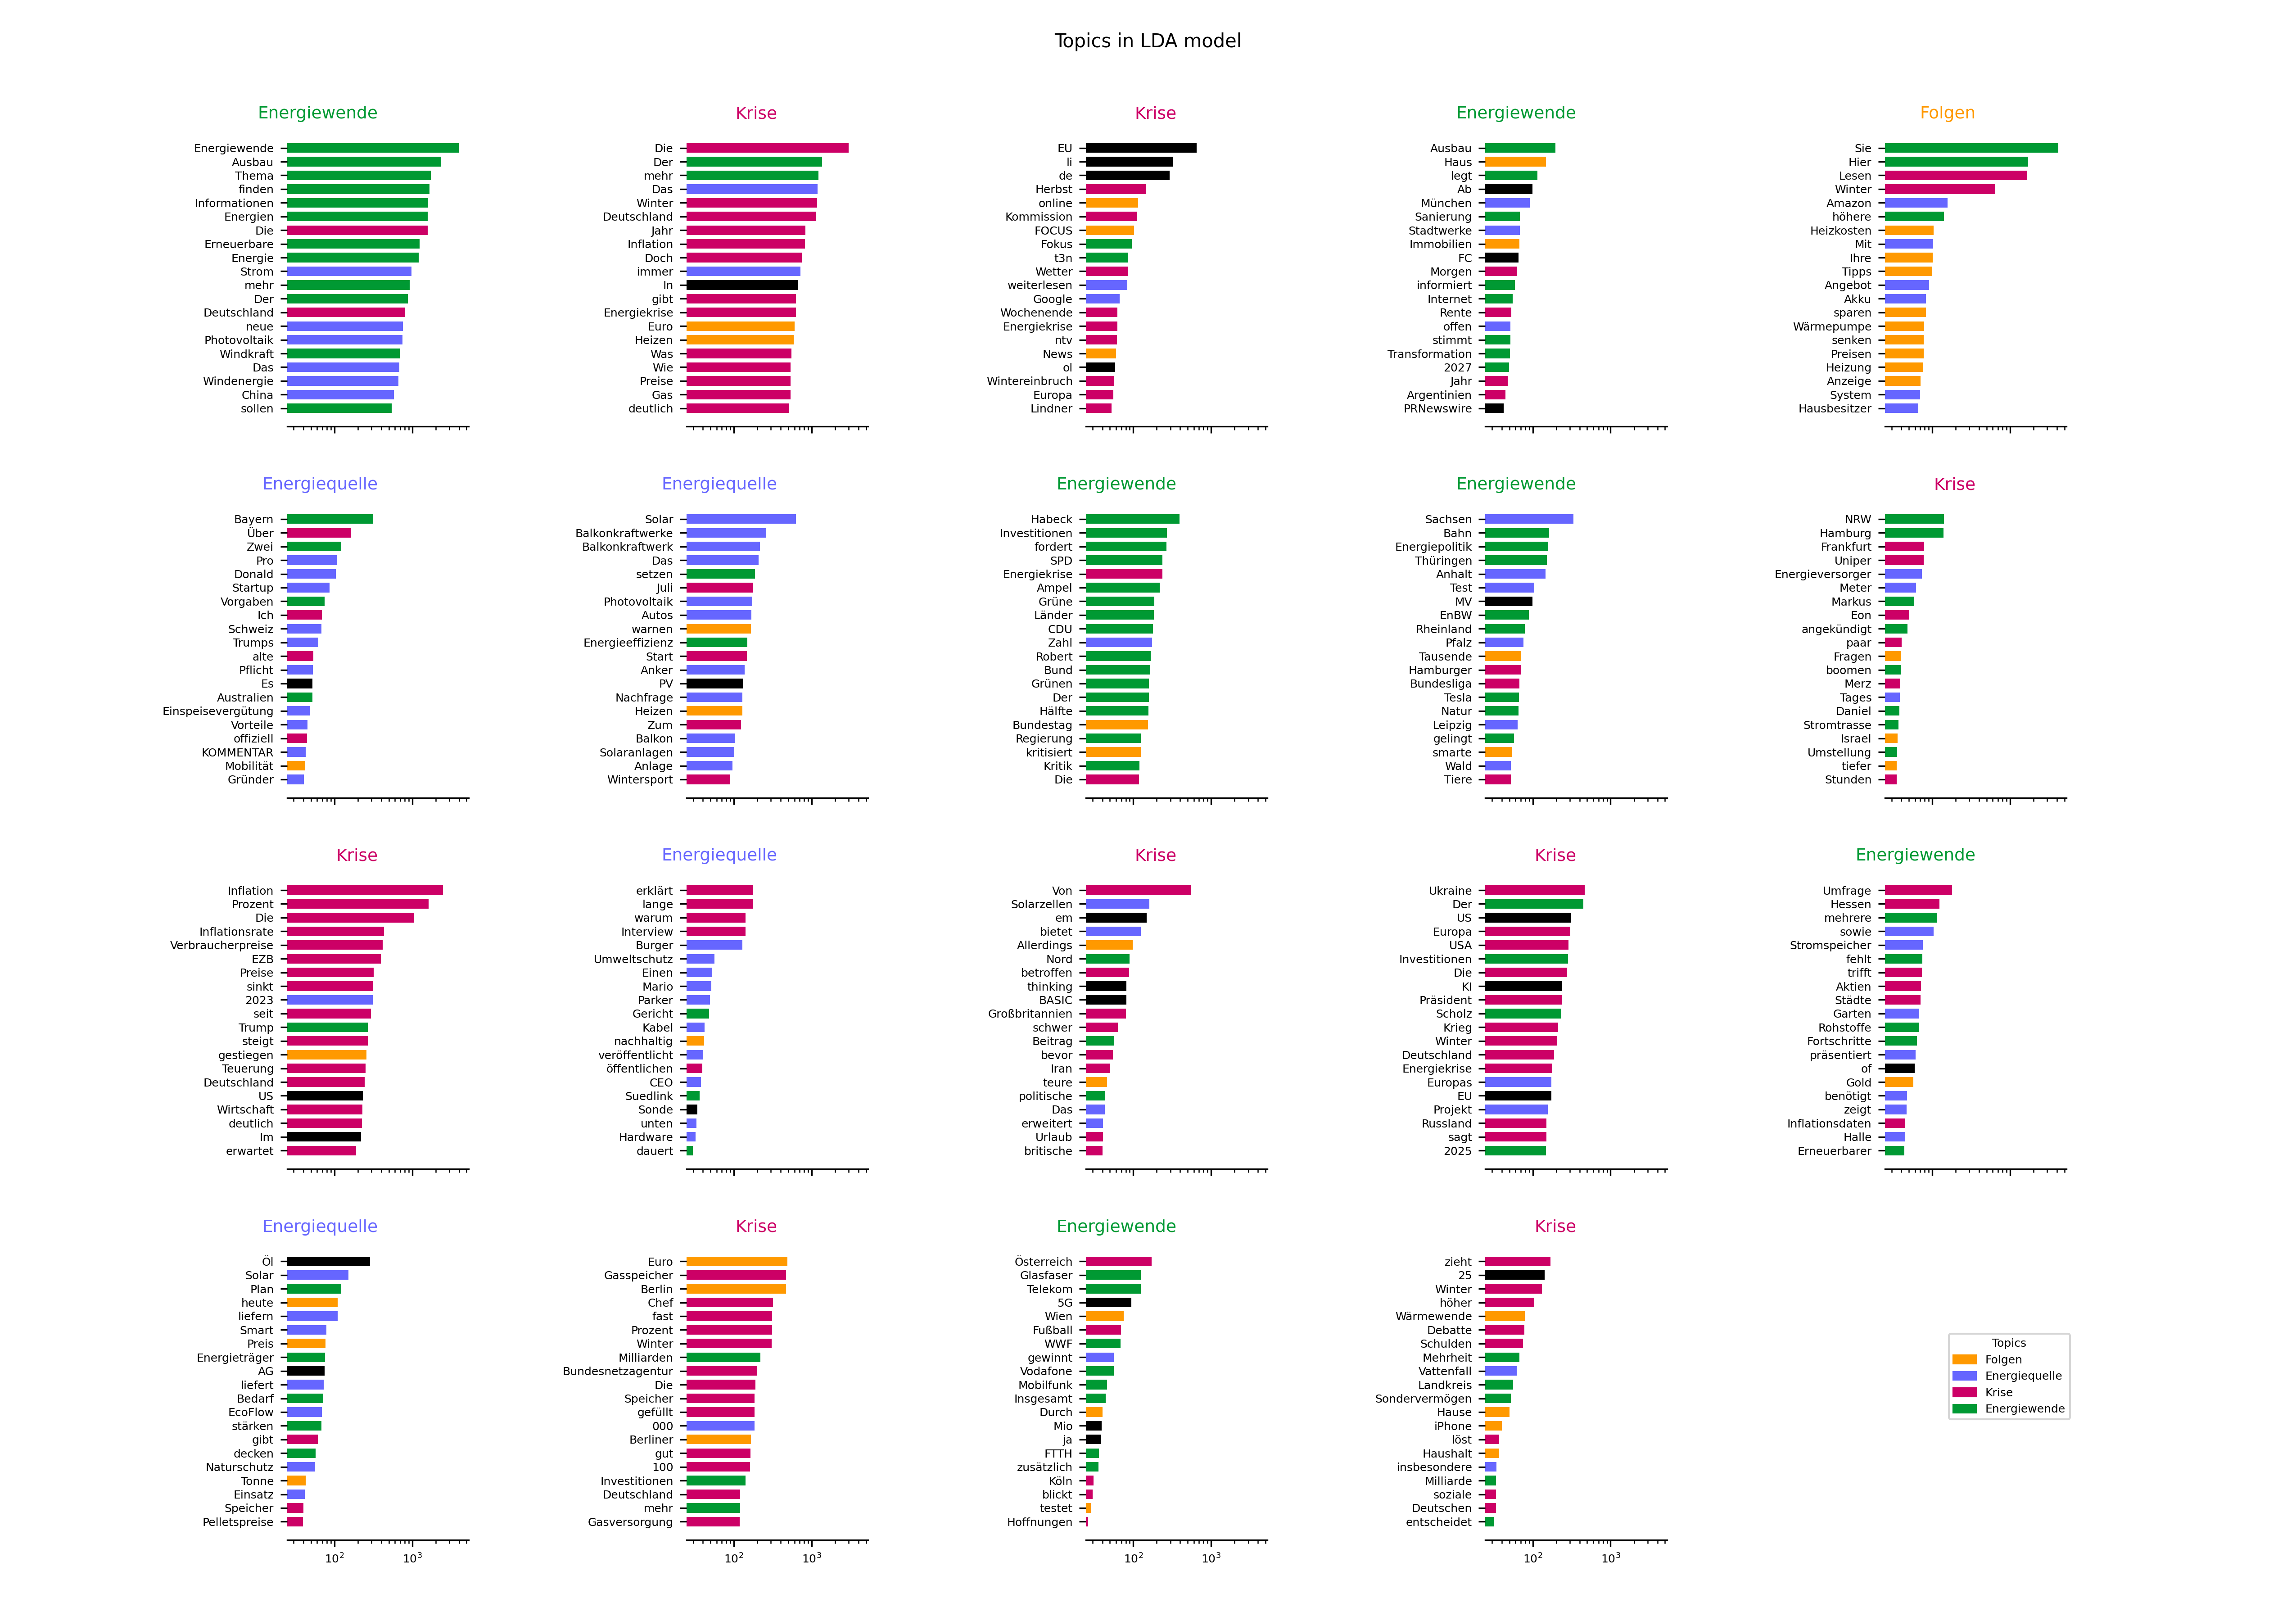 Topics in LDA model
Energiewende
Energiewende
Ausbau
Thema
finden
Informationen
Energien
Die
Erneuerbare
Energie
Strom
mehr
Der
Deutschland
neue
Photovoltaik
Windkraft
Das
Windenergie
China
sollen
Krise
Die
Der
mehr
Das
Winter
Deutschland
Jahr
Inflation
Doch
immer
In
gibt
Energiekrise
Euro
Heizen
Was
Wie
Preise
Gas
deutlich
Krise
EU
li
de
Herbst
online
Kommission
FOCUS
Fokus
t3n
Wetter
weiterlesen
Google
Wochenende
Energiekrise
ntv
News
ol
Wintereinbruch
Europa
Lindner
Energiewende
Ausbau
Haus
legt
Ab
München
Sanierung
Stadtwerke
Immobilien
FC
Morgen
informiert
Internet
Rente
offen
stimmt
Transformation
2027
Jahr
Argentinien
PRNewswire
Folgen
Sie
Hier
Lesen
Winter
Amazon
höhere
Heizkosten
Mit
Ihre
Tipps
Angebot
Akku
sparen
Wärmepumpe
senken
Preisen
Heizung
Anzeige
System
Hausbesitzer
Energiequelle
Bayern
Über
Zwei
Pro
Donald
Startup
Vorgaben
Ich
Schweiz
Trumps
alte
Pflicht
Es
Australien
Einspeisevergütung
Vorteile
offiziell
KOMMENTAR
Mobilität
Gründer
Energiequelle
Solar
Balkonkraftwerke
Balkonkraftwerk
Das
setzen
Juli
Photovoltaik
Autos
warnen
Energieeffizienz
Start
Anker
PV
Nachfrage
Heizen
Zum
Balkon
Solaranlagen
Anlage
Wintersport
Energiewende
Habeck
Investitionen
fordert
SPD
Energiekrise
Ampel
Grüne
Länder
CDU
Zahl
Robert
Bund
Grünen
Der
Hälfte
Bundestag
Regierung
kritisiert
Kritik
Die
Energiewende
Sachsen
Bahn
Energiepolitik
Thüringen
Anhalt
Test
MV
EnBW
Rheinland
Pfalz
Tausende
Hamburger
Bundesliga
Tesla
Natur
Leipzig
gelingt
smarte
Wald
Tiere
Krise
NRW
Hamburg
Frankfurt
Uniper
Energieversorger
Meter
Markus
Eon
angekündigt
paar
Fragen
boomen
Merz
Tages
Daniel
Stromtrasse
Israel
Umstellung
tiefer
Stunden
Krise
Inflation
Prozent
Die
Inflationsrate
Verbraucherpreise
EZB
Preise
sinkt
2023
seit
Trump
steigt
gestiegen
Teuerung
Deutschland
US
Wirtschaft
deutlich
Im
erwartet
Energiequelle
erklärt
lange
warum
Interview
Burger
Umweltschutz
Einen
Mario
Parker
Gericht
Kabel
nachhaltig
veröffentlicht
öffentlichen
CEO
Suedlink
Sonde
unten
Hardware
dauert
Krise
Von
Solarzellen
em
bietet
Allerdings
Nord
betroffen
thinking
BASIC
Großbritannien
schwer
Beitrag
bevor
Iran
teure
politische
Das
erweitert
Urlaub
britische
Krise
Ukraine
Der
US
Europa
USA
Investitionen
Die
KI
Präsident
Scholz
Krieg
Winter
Deutschland
Energiekrise
Europas
EU
Projekt
Russland
sagt
2025
Energiewende
Umfrage
Hessen
mehrere
sowie
Stromspeicher
fehlt
trifft
Aktien
Städte
Garten
Rohstoffe
Fortschritte
präsentiert
of
Gold
benötigt
zeigt
Inflationsdaten
Halle
Erneuerbarer
Energiequelle
Öl
Solar
Plan
heute
liefern
Smart
Preis
Energieträger
AG
liefert
Bedarf
EcoFlow
stärken
gibt
decken
Naturschutz
Tonne
Einsatz
Speicher
Pelletspreise
10² 10³
Krise
Euro
Gasspeicher
Berlin
Chef
fast
Prozent
Winter
Milliarden
Bundesnetzagentur
Die
Speicher
gefüllt
000
Berliner
gut
100
Investitionen
Deutschland
mehr
Gasversorgung
10² 10³
Energiewende
Österreich
Glasfaser
Telekom
5G
Wien
Fußball
WWF
gewinnt
Vodafone
Mobilfunk
Insgesamt
Durch
Mio
ja
FTTH
zusätzlich
Köln
blickt
testet
Hoffnungen
10² 10³
Krise
zieht
25
Winter
höher
Wärmewende
Debatte
Schulden
Mehrheit
Vattenfall
Landkreis
Sondervermögen
Hause
iPhone
löst
Haushalt
insbesondere
Milliarde
soziale
Deutschen
entscheidet
10² 10³
Topics
Folgen
Energiequelle
Krise
Energiewende